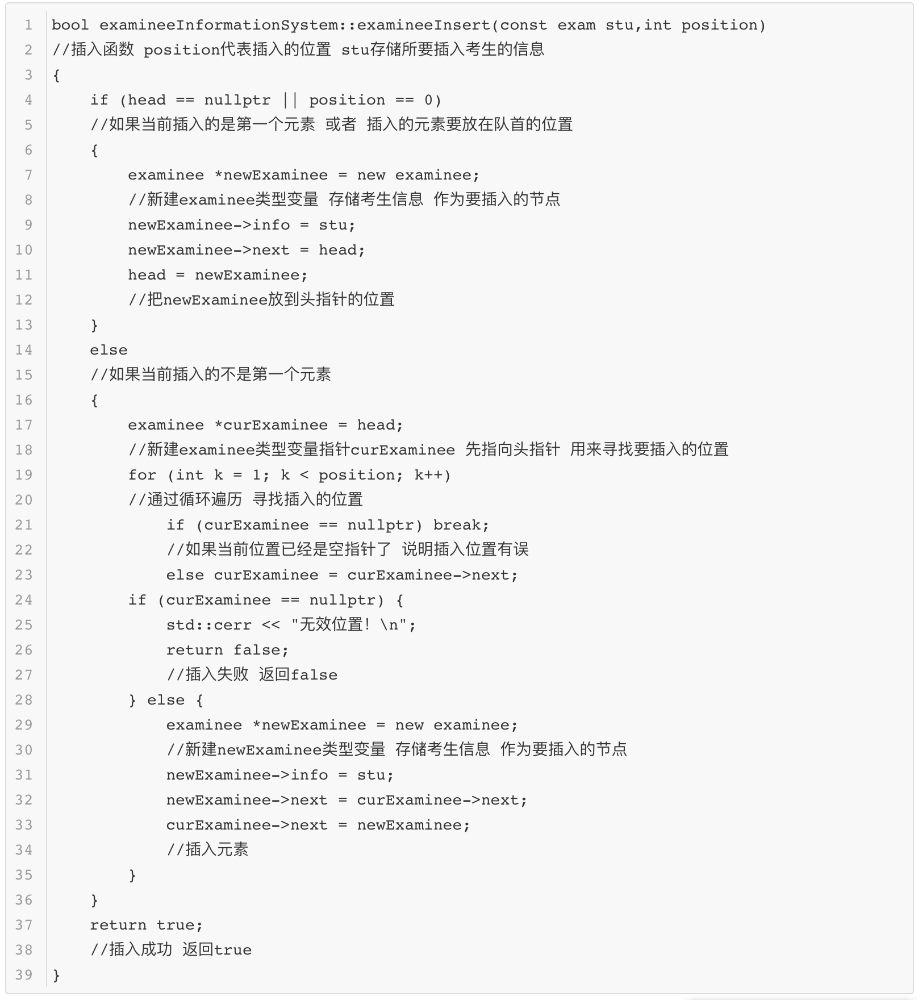 1 bool examineeInformationSystem::examineeInsert(const exam stu,int position)
2 //插入函数 position代表插入的位置 stu存储所要插入考生的信息
3 {
4     if (head == nullptr || position == 0)
5     //如果当前插入的是第一个元素 或者 插入的元素要放在队首的位置
6     {
7         examinee *newExaminee = new examinee;
8         //新建examinee类型变量 存储考生信息 作为要插入的节点
9         newExaminee->info = stu;
10         newExaminee->next = head;
11         head = newExaminee;
12         //把newExaminee放到头指针的位置
13     }
14     else
15     //如果当前插入的不是第一个元素
16     {
17         examinee *curExaminee = head;
18         //新建examinee类型变量指针curExaminee 先指向头指针 用来寻找要插入的位置
19         for (int k = 1; k < position; k++)
20         //通过循环遍历 寻找插入的位置
21             if (curExaminee == nullptr) break;
22             //如果当前位置已经是空指针了 说明插入位置有误
23             else curExaminee = curExaminee->next;
24         if (curExaminee == nullptr) {
25             std::cerr << "无效位置！\n";
26             return false;
27             //插入失败 返回false
28         } else {
29             examinee *newExaminee = new examinee;
30             //新建newExaminee类型变量 存储考生信息 作为要插入的节点
31             newExaminee->info = stu;
32             newExaminee->next = curExaminee->next;
33             curExaminee->next = newExaminee;
34             //插入元素
35         }
36     }
37     return true;
38     //插入成功 返回true
39 }